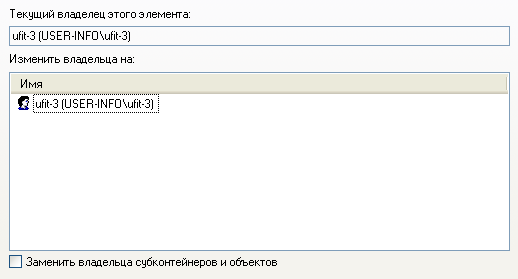 Текущий владелец этого элемента:
ufit-3 (USER-INFO\ufit-3)
Изменить владельца на:
Имя
ufit-3 (USER-INFO\ufit-3)
Заменить владельца субконтейнеров и объектов